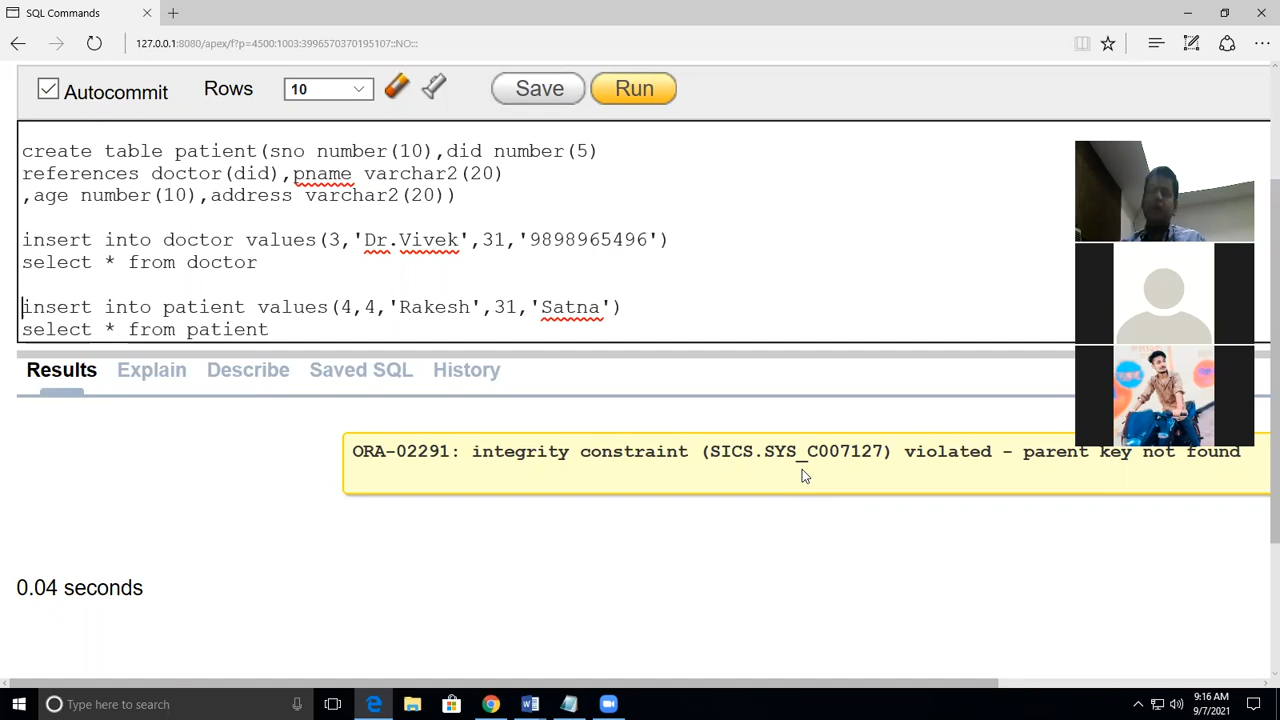 SQL Commands
127.0.0.1:8080/apex/f?p=4500:1003:3996570370195107::NO:::
Autocommit Rows 10 Save Run
create table patient(sno number(10),did number(5)
references doctor(did),pname varchar2(20)
,age number(10),address varchar2(20))
insert into doctor values(3,'Dr.Vivek',31,'9898965496')
select * from doctor
insert into patient values(4,4,'Rakesh',31,'Satna')
select * from patient
Results Explain Describe Saved SQL History
ORA-02291: integrity constraint (SICS.SYS_C007127) violated - parent key not found
0.04 seconds
Type here to search
9:16 AM
9/7/2021